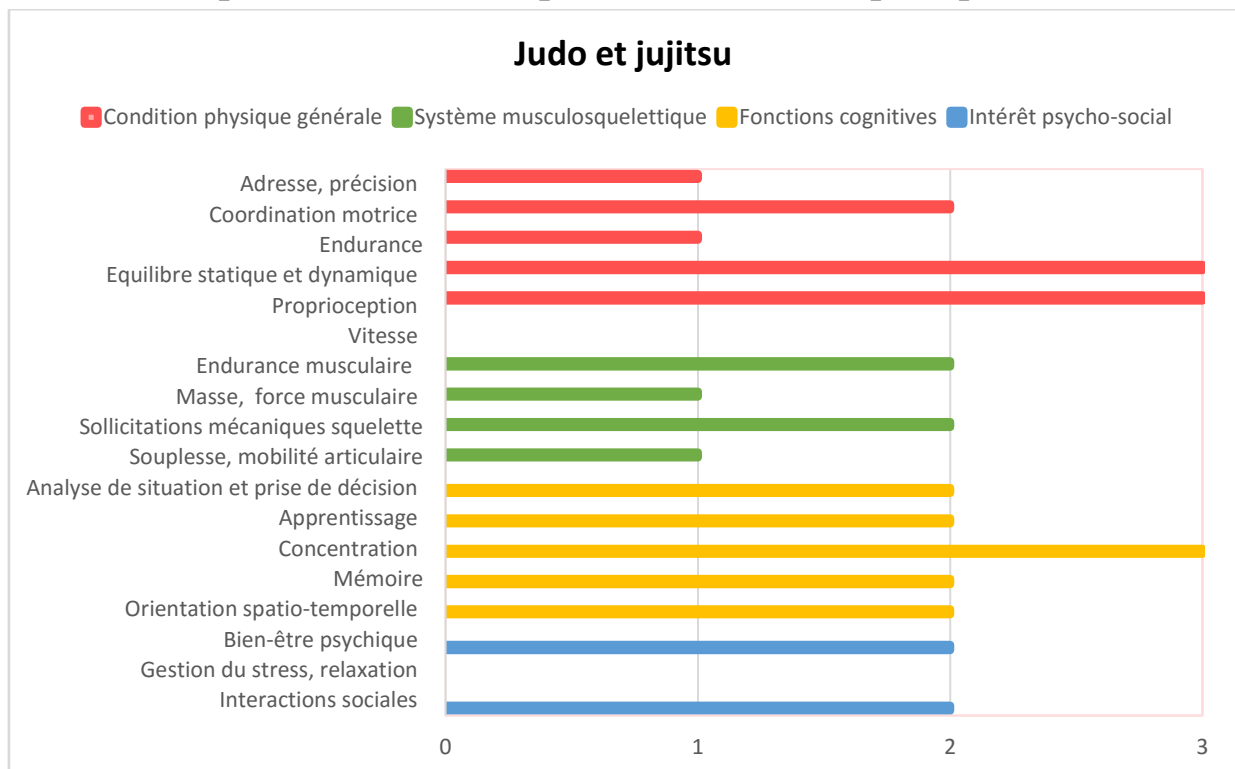 Judo et jujitsu
Condition physique générale Système musculosquelettique Fonctions cognitives Intérêt psycho-social
Adresse, précision
Coordination motrice
Endurance
Equilibre statique et dynamique
Proprioception
Vitesse
Endurance musculaire
Masse, force musculaire
Sollicitations mécaniques squelette
Souplesse, mobilité articulaire
Analyse de situation et prise de décision
Apprentissage
Concentration
Mémoire
Orientation spatio-temporelle
Bien-être psychique
Gestion du stress, relaxation
Interactions sociales
0 1 2 3